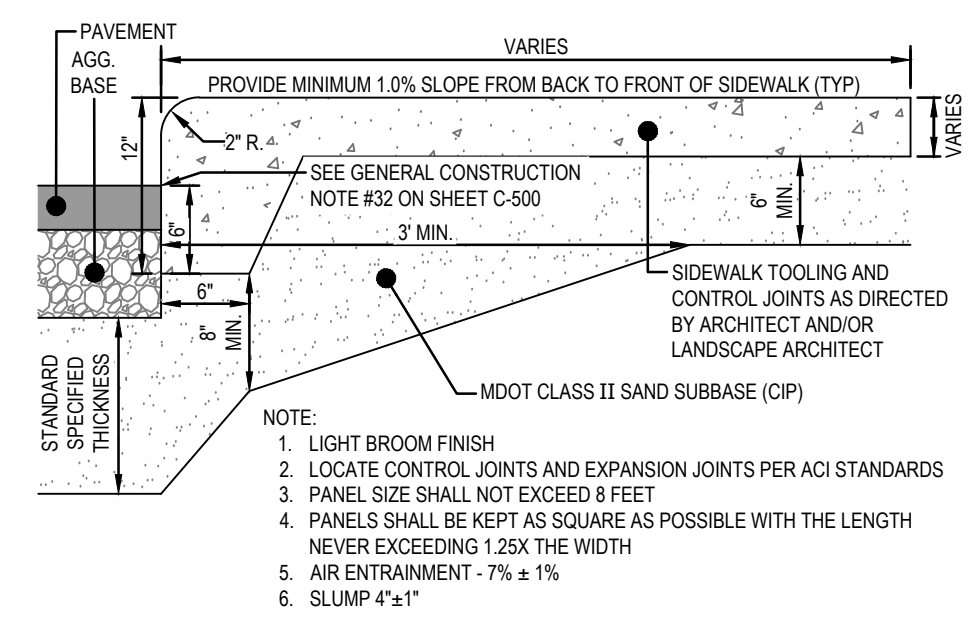 PAVEMENT
AGG.
BASE
VARIES
PROVIDE MINIMUM 1.0% SLOPE FROM BACK TO FRONT OF SIDEWALK (TYP)
12"
2" R.
VARIES
SEE GENERAL CONSTRUCTION
NOTE #32 ON SHEET C-500
6"
MIN.
6"
3' MIN.
6"
8"
MIN
SIDEWALK TOOLING AND
CONTROL JOINTS AS DIRECTED
BY ARCHITECT AND/OR
LANDSCAPE ARCHITECT
STANDARD
SPECIFIED
THICKNESS
MDOT CLASS II SAND SUBBASE (CIP)
NOTE:
1. LIGHT BROOM FINISH
2. LOCATE CONTROL JOINTS AND EXPANSION JOINTS PER ACI STANDARDS
3. PANEL SIZE SHALL NOT EXCEED 8 FEET
4. PANELS SHALL BE KEPT AS SQUARE AS POSSIBLE WITH THE LENGTH
NEVER EXCEEDING 1.25X THE WIDTH
5. AIR ENTRAINMENT - 7% ± 1%
6. SLUMP 4"±1"